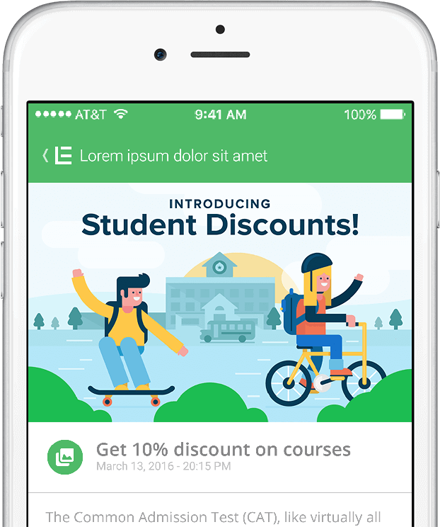 AT&T 9:41 AM 100%
Lorem ipsum dolor sit amet
INTRODUCING
Student Discounts!
Get 10% discount on courses
March 13, 2016 - 20:15 PM
The Common Admission Test (CAT), like virtually all